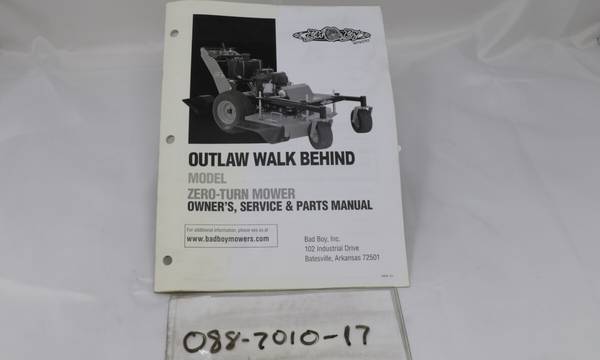 OUTLAW WALK BEHIND
MODEL
ZERO-TURN MOWER
OWNER'S, SERVICE & PARTS MANUAL
For additional information, please see us at
www.badboymowers.com
Bad Boy, Inc.
102 Industrial Drive
Batesville, Arkansas 72501
088-7010-17